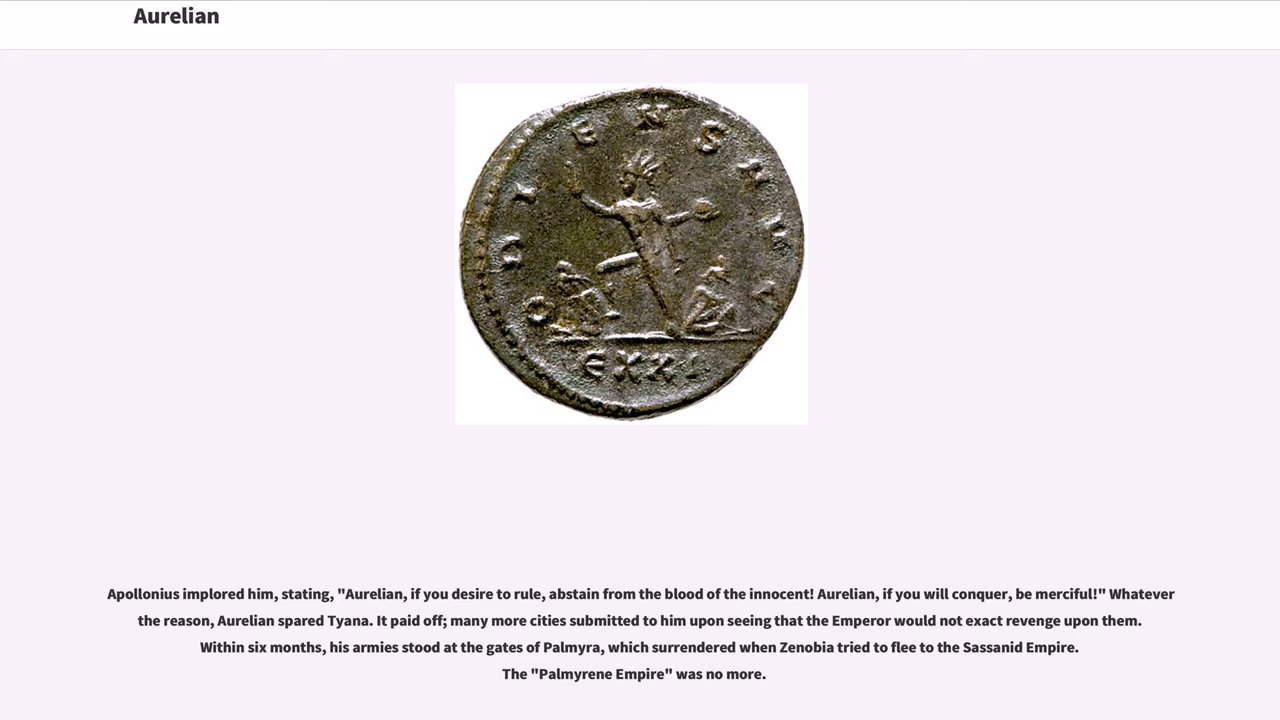 Aurelian
ORIENS AVG
EXXI
Apollonius implored him, stating, "Aurelian, if you desire to rule, abstain from the blood of the innocent! Aurelian, if you will conquer, be merciful!" Whatever
the reason, Aurelian spared Tyana. It paid off; many more cities submitted to him upon seeing that the Emperor would not exact revenge upon them.
Within six months, his armies stood at the gates of Palmyra, which surrendered when Zenobia tried to flee to the Sassanid Empire.
The "Palmyrene Empire" was no more.